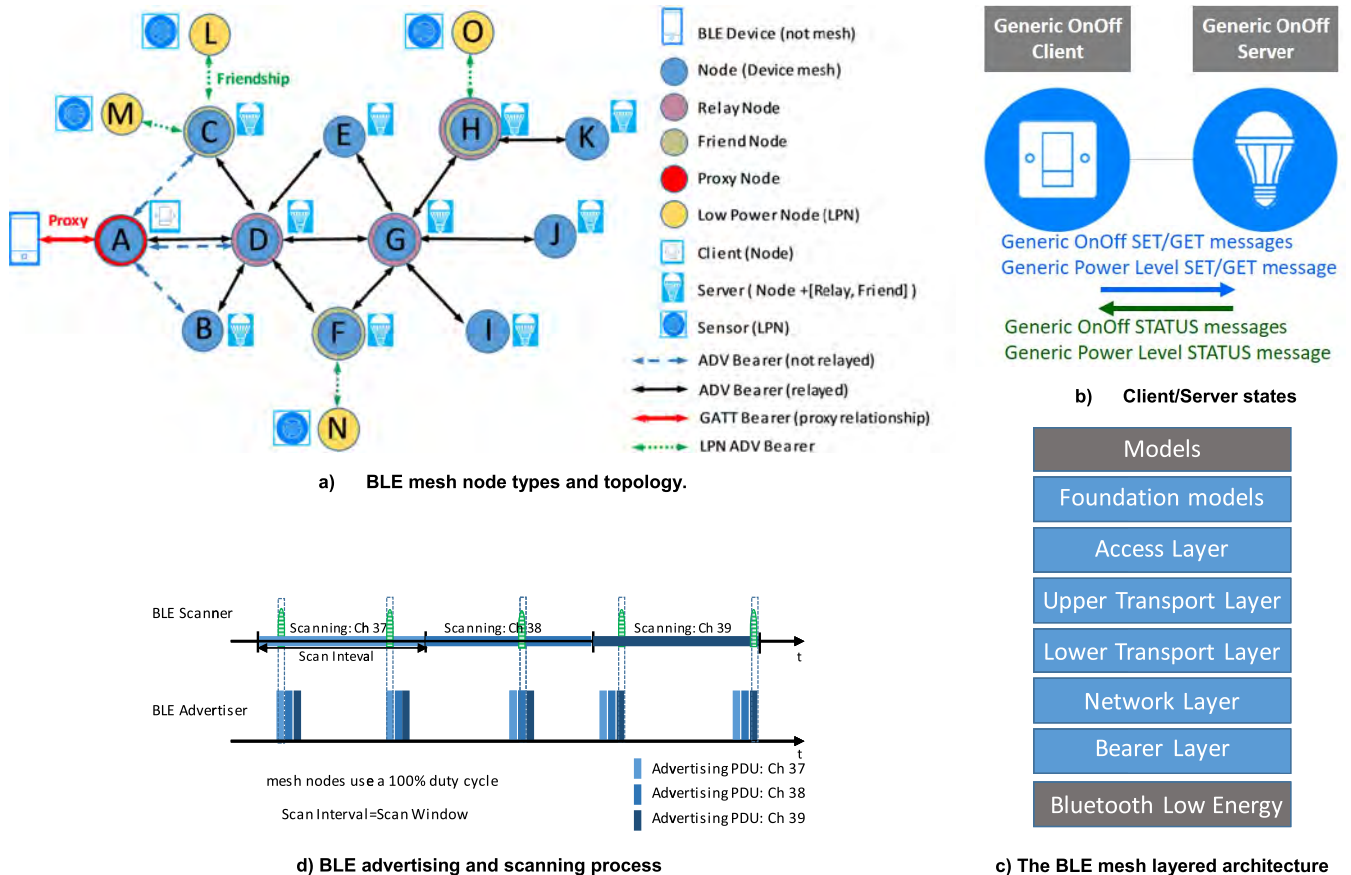 L
O
Friendship
M
C
E
H
K
Proxy
A
D
G
J
B
F
I
N
BLE Device (not mesh)
Node (Device mesh)
Relay Node
Friend Node
Proxy Node
Low Power Node (LPN)
Client (Node)
Server ( Node +[Relay, Friend] )
Sensor (LPN)
ADV Bearer (not relayed)
ADV Bearer (relayed)
GATT Bearer (proxy relationship)
LPN ADV Bearer
a) BLE mesh node types and topology.
Generic OnOff
Client
Generic OnOff
Server
Generic OnOff SET/GET messages
Generic Power Level SET/GET message
Generic OnOff STATUS messages
Generic Power Level STATUS message
b) Client/Server states
Models
Foundation models
Access Layer
Upper Transport Layer
Lower Transport Layer
Network Layer
Bearer Layer
Bluetooth Low Energy
c) The BLE mesh layered architecture
BLE Scanner
Scanning: Ch 37
Scanning: Ch 38
Scanning: Ch 39
Scan Inteval
t
BLE Advertiser
t
mesh nodes use a 100% duty cycle
Scan Interval=Scan Window
Advertising PDU: Ch 37
Advertising PDU: Ch 38
Advertising PDU: Ch 39
d) BLE advertising and scanning process